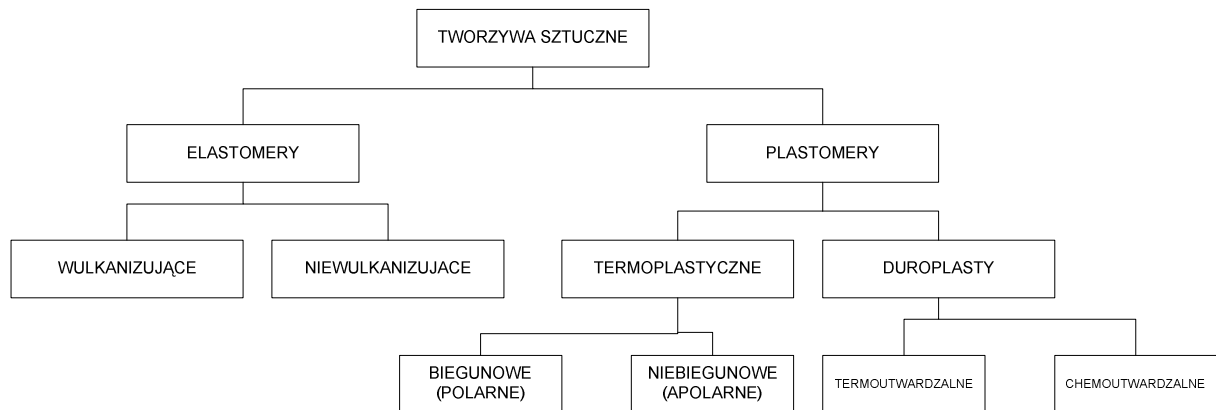 TWORZYWA SZTUCZNE
ELASTOMERY
PLASTOMERY
WULKANIZUJĄCE
NIEWULKANIZUJACE
TERMOPLASTYCZNE
DUROPLASTY
BIEGUNOWE
(POLARNE)
NIEBIEGUNOWE
(APOLARNE)
TERMOUTWARDZALNE
CHEMOUTWARDZALNE